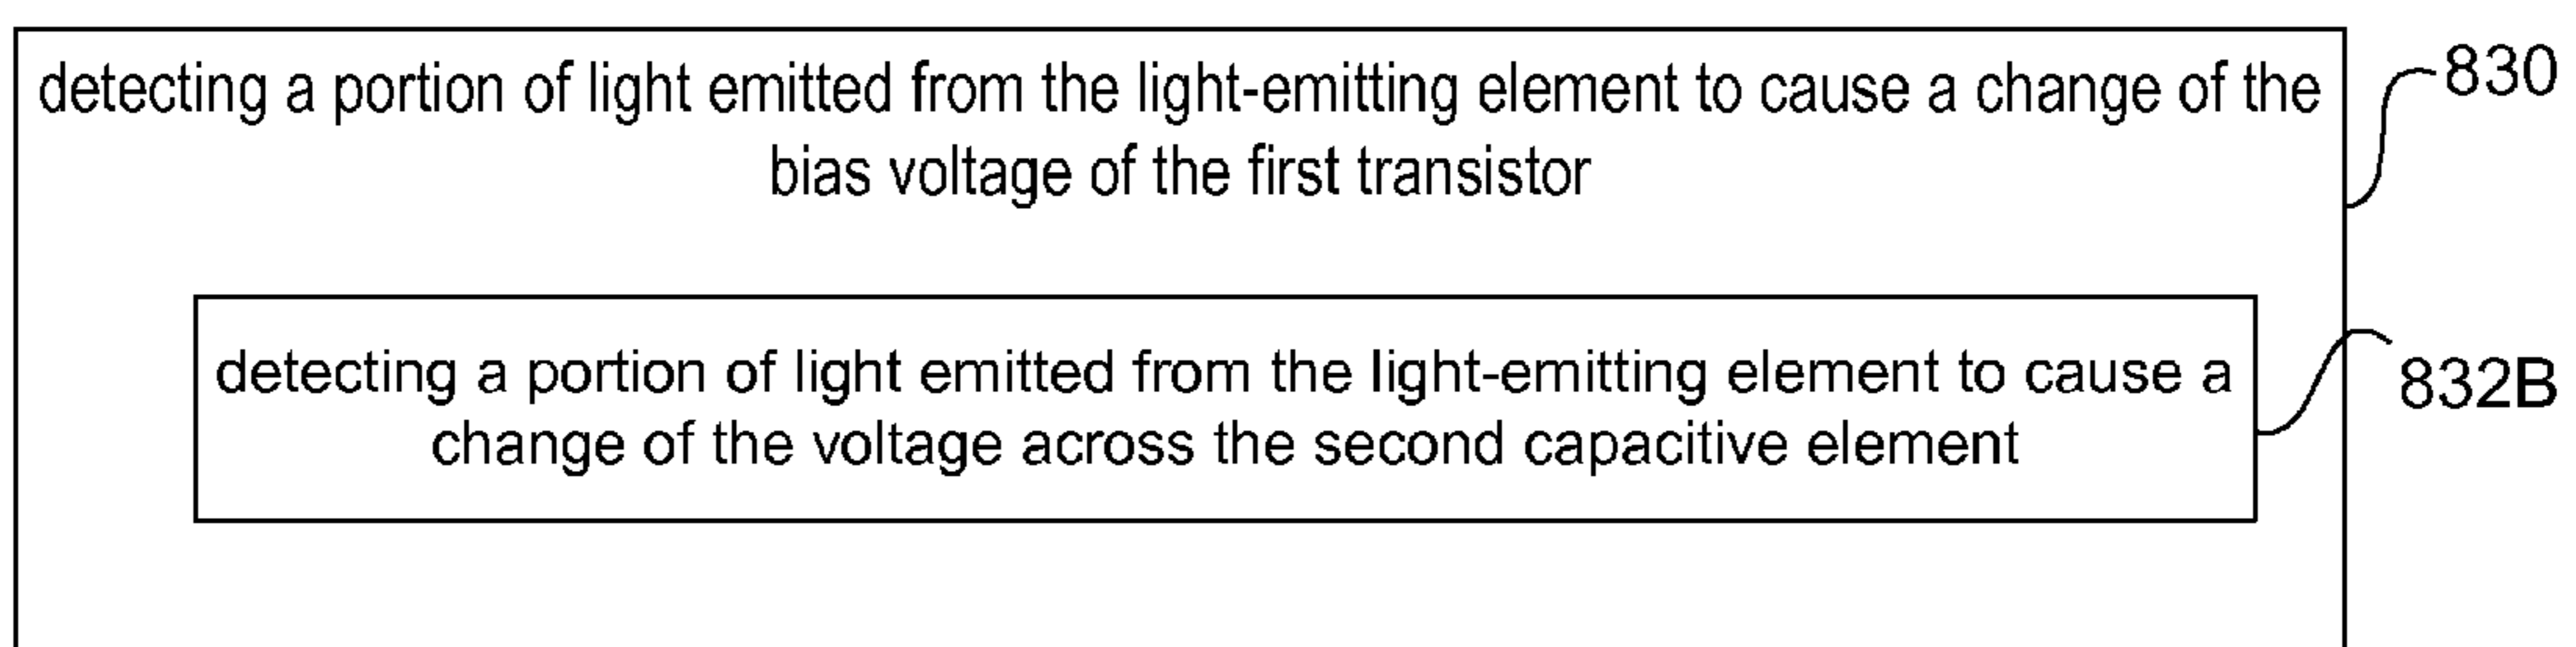 detecting a portion of light emitted from the light-emitting element to cause a change of the
bias voltage of the first transistor
830
detecting a portion of light emitted from the light-emitting element to cause a
change of the voltage across the second capacitive element
832B